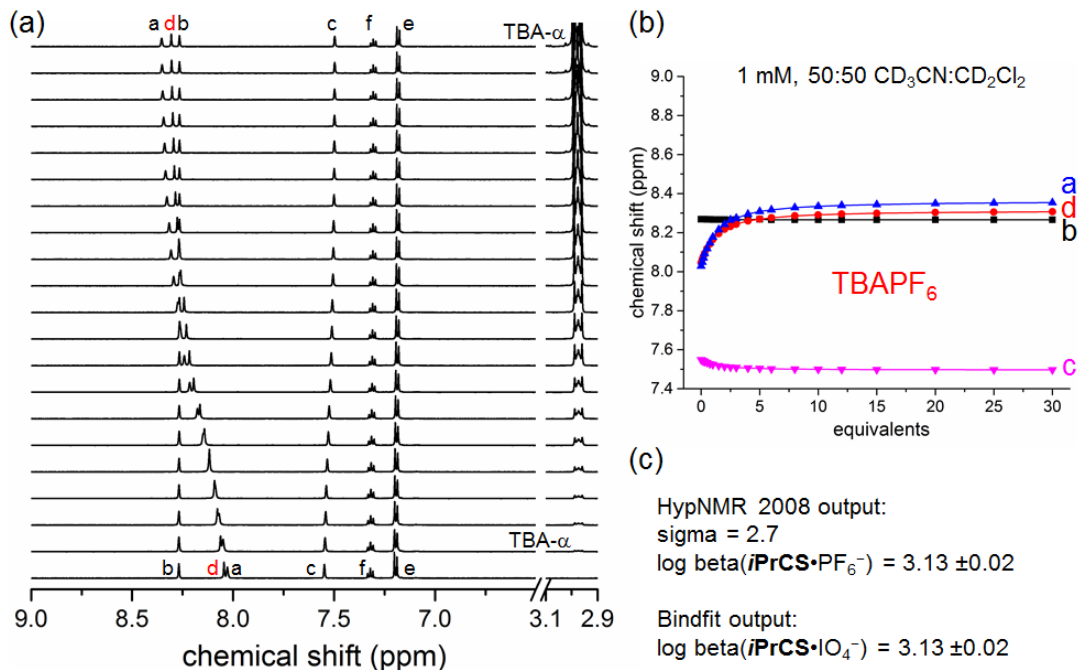 (a)
a d b c f e TBA-α
TBA-α
b d a c f e
9.0 8.5 8.0 7.5 7.0 3.1 2.9
chemical shift (ppm)
(b)
1 mM, 50:50 CD₃CN:CD₂Cl₂
9.0
8.8
8.6
8.4
8.2
8.0
7.8
7.6
7.4
chemical shift (ppm)
a
d
b
TBAPF₆
c
0 5 10 15 20 25 30
equivalents
(c)
HypNMR 2008 output:
sigma = 2.7
log beta(iPrCS•PF₆⁻) = 3.13 ±0.02
Bindfit output:
log beta(iPrCS•IO₄⁻) = 3.13 ±0.02